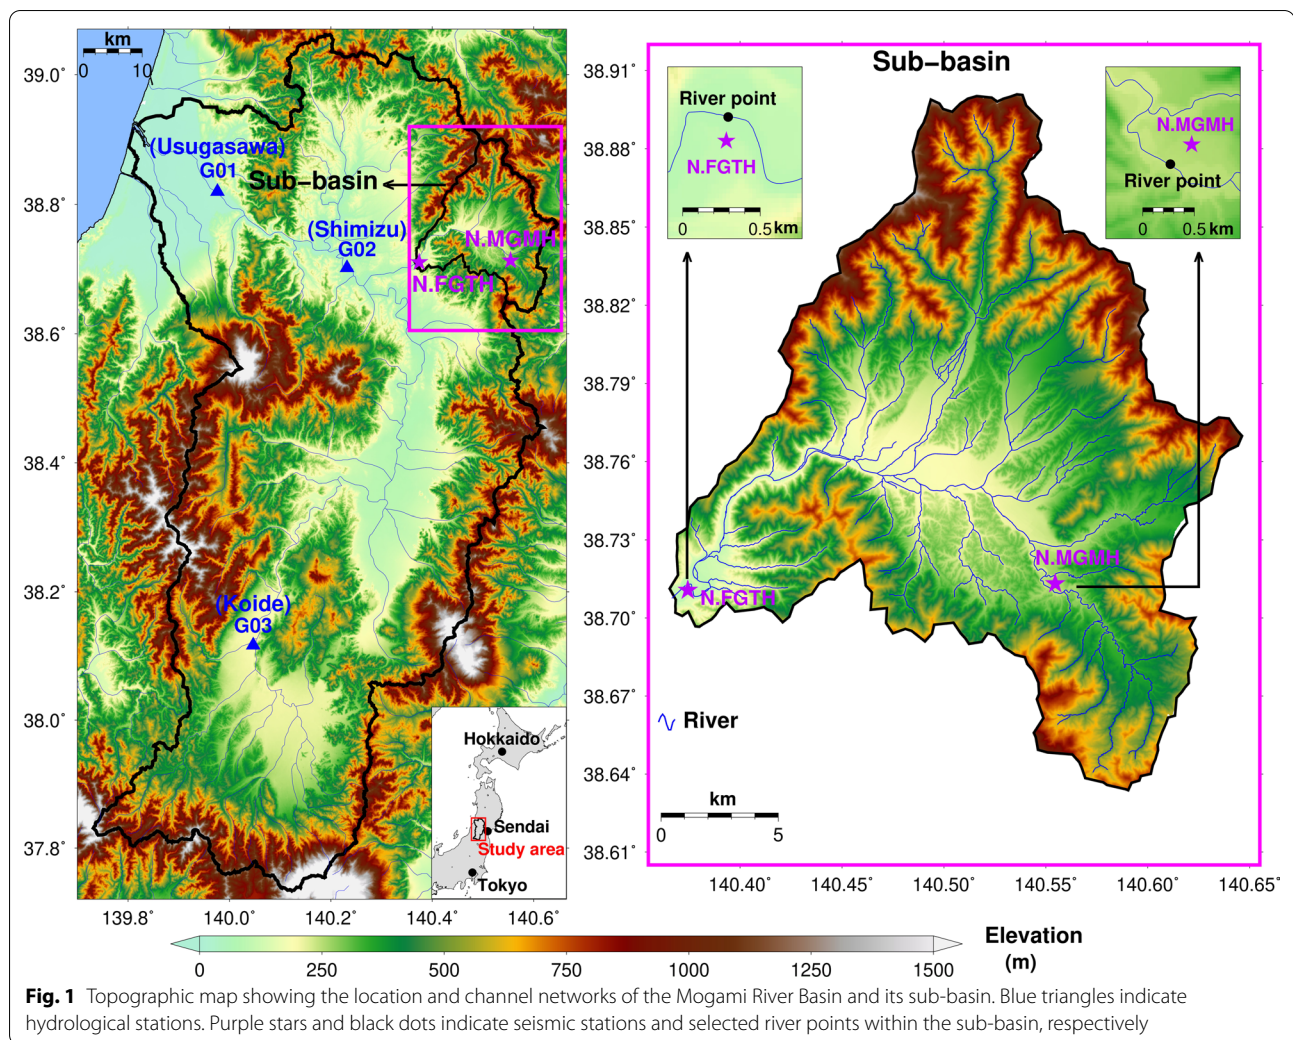 km
0 10
39.0˚
38.8˚
38.6˚
38.4˚
38.2˚
38.0˚
37.8˚
139.8˚ 140.0˚ 140.2˚ 140.4˚ 140.6˚
(Usugasawa)
G01
Sub−basin
(Shimizu)
G02
N.MGMH
N.FGTH
(Koide)
G03
Hokkaido
Sendai
Study area
Tokyo
Sub−basin
38.91˚
38.88˚
38.85˚
38.82˚
38.79˚
38.76˚
38.73˚
38.70˚
38.67˚
38.64˚
38.61˚
River point
N.FGTH
0 0.5 km
N.MGMH
River point
0 0.5 km
N.MGMH
N.FGTH
River
km
0 5
140.40˚ 140.45˚ 140.50˚ 140.55˚ 140.60˚ 140.65˚
0 250 500 750 1000 1250 1500
Elevation
(m)
Fig. 1 Topographic map showing the location and channel networks of the Mogami River Basin and its sub-basin. Blue triangles indicate
hydrological stations. Purple stars and black dots indicate seismic stations and selected river points within the sub-basin, respectively